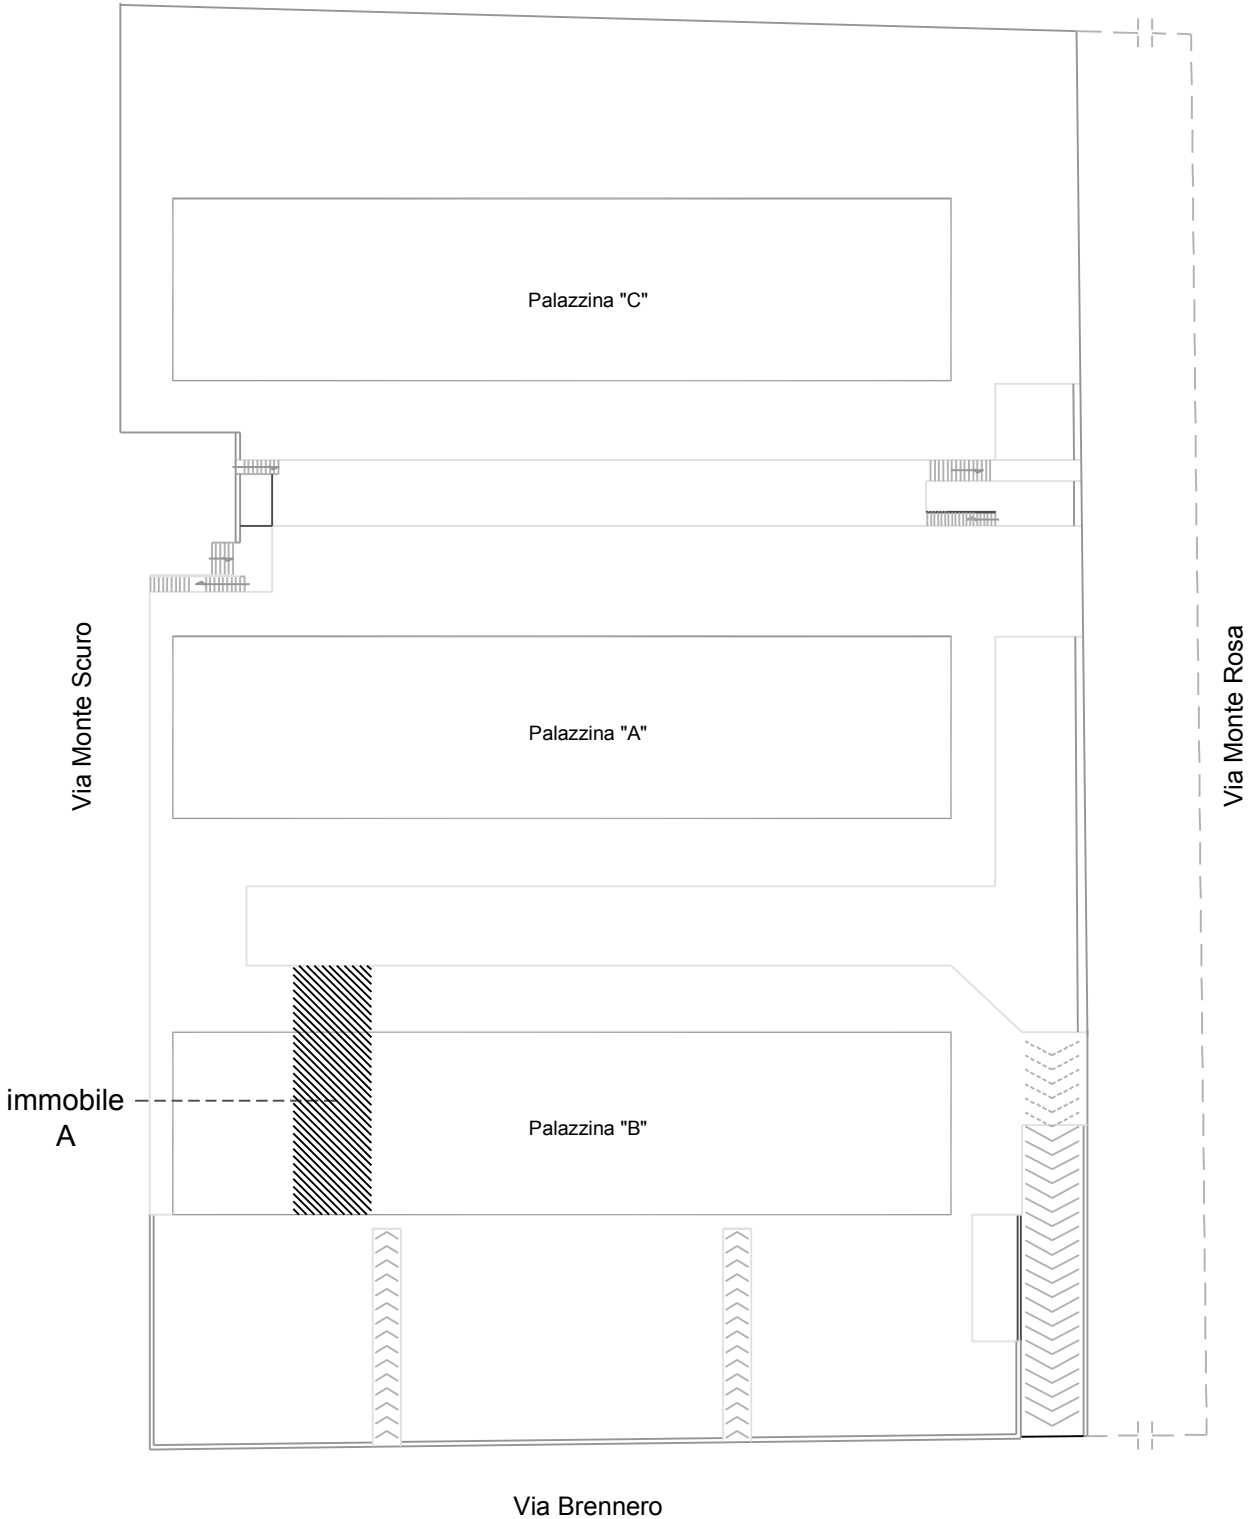 Palazzina "C"
Via Monte Scuro
Palazzina "A"
Via Monte Rosa
immobile
A
Palazzina "B"
Via Brennero